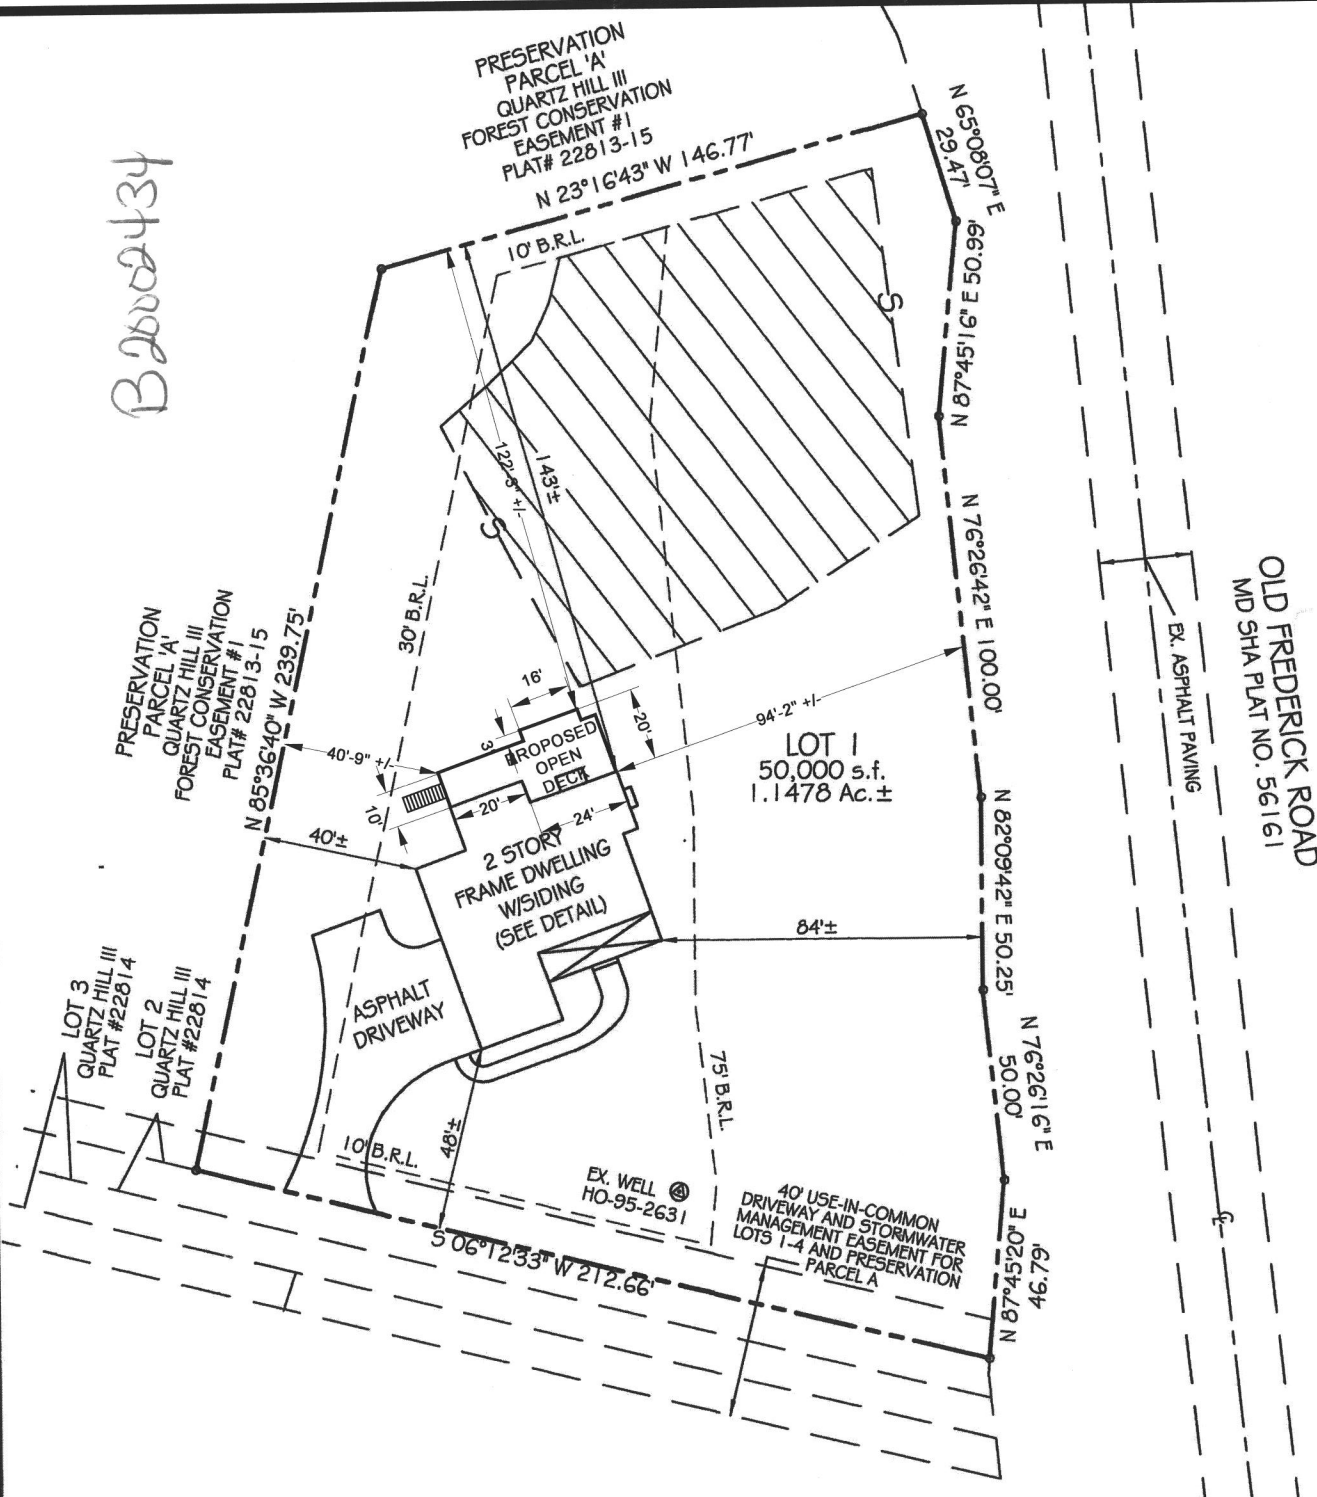 PRESERVATION
PARCEL 'A'
QUARTZ HILL III
FOREST CONSERVATION
EASEMENT #1
PLAT# 22813-15
N 23°16'43" W 146.77'
10' B.R.L.
N 65°08'07" E
29.47'
N 87°45'16" E 50.99'
N 76°26'42" E 100.00'
N 82°09'42" E 50.25'
N 76°26'16" E
50.00'
N 87°45'20" E
46.79'
OLD FREDERICK ROAD
MD SHA PLAT NO. 56161
EX. ASPHALT PAVING
B20002434
S
S
143'±
122'-3" +/-
30' B.R.L.
PRESERVATION
PARCEL 'A'
QUARTZ HILL III
FOREST CONSERVATION
EASEMENT #1
PLAT# 22813-15
N 85°36'40" W 239.75'
16'
3'
20'
94'-2" +/-
40'-9" +/-
10'
20'
24'
40'±
PROPOSED
OPEN
DECK
LOT 1
50,000 s.f.
1.1478 Ac.±
2 STORY
FRAME DWELLING
W/SIDING
(SEE DETAIL)
84'±
ASPHALT
DRIVEWAY
LOT 3
QUARTZ HILL III
PLAT #22814
LOT 2
QUARTZ HILL III
PLAT #22814
75' B.R.L.
48'±
10' B.R.L.
EX. WELL
HO-95-2631
40' USE-IN-COMMON
DRIVEWAY AND STORMWATER
MANAGEMENT EASEMENT FOR
LOTS 1-4 AND PRESERVATION
PARCEL A
S 06°12'33" W 212.66'
CL